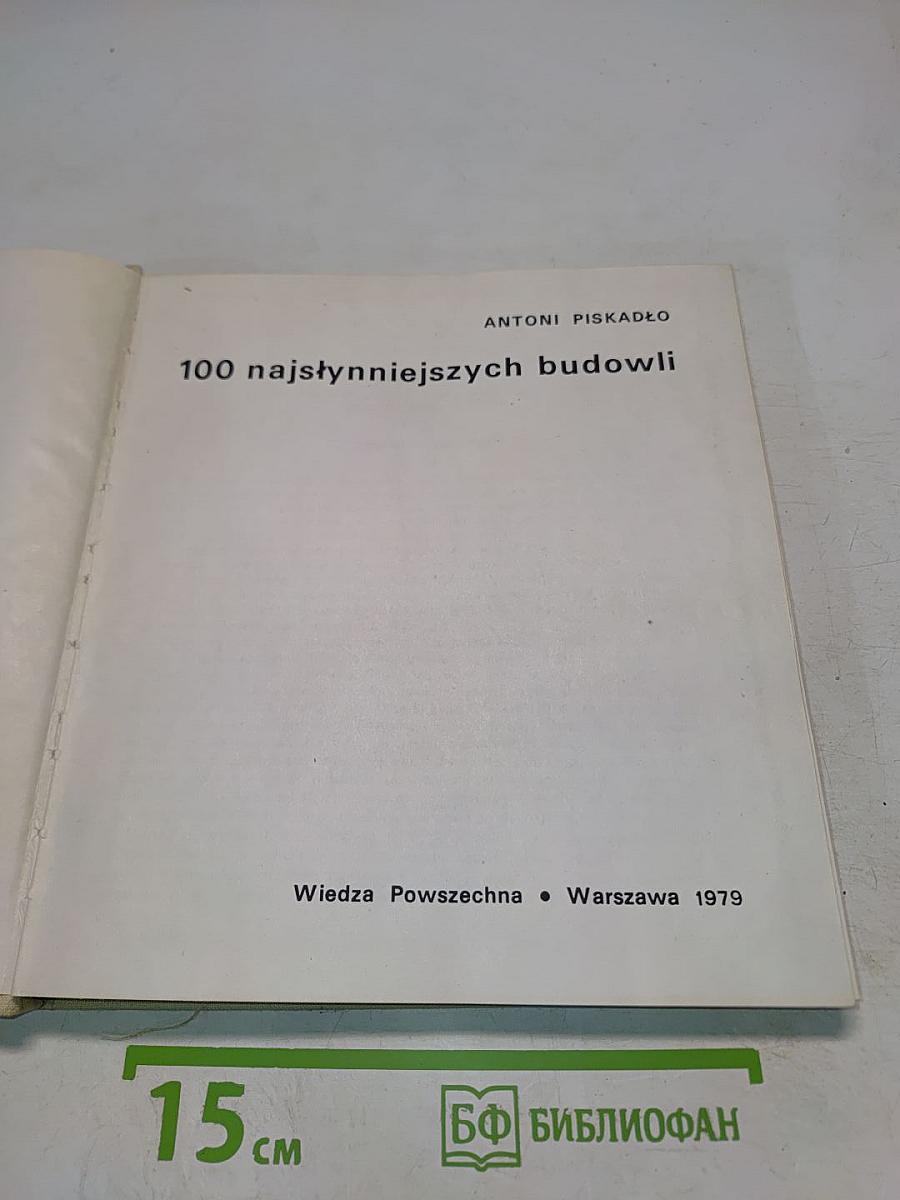 ANTONI PISKADŁO
100 najsłynniejszych budowli
Wiedza Powszechna • Warszawa 1979
15 см
БФ БИБЛИОФАН